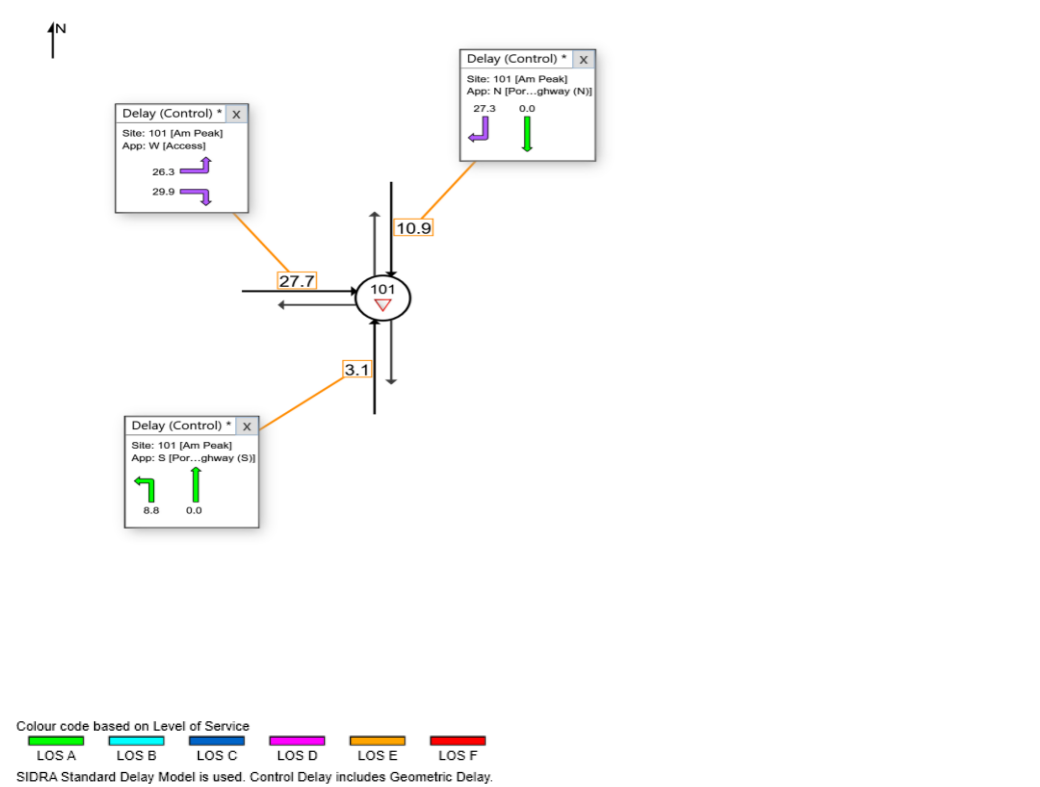 N
Delay (Control) * x
Site: 101 [Am Peak]
App: N [Por...ghway (N)]
27.3 0.0
Delay (Control) * x
Site: 101 [Am Peak]
App: W [Access]
26.3
29.9
10.9
27.7
101
3.1
Delay (Control) * x
Site: 101 [Am Peak]
App: S [Por...ghway (S)]
8.8 0.0
Colour code based on Level of Service
LOS A LOS B LOS C LOS D LOS E LOS F
SIDRA Standard Delay Model is used. Control Delay includes Geometric Delay.